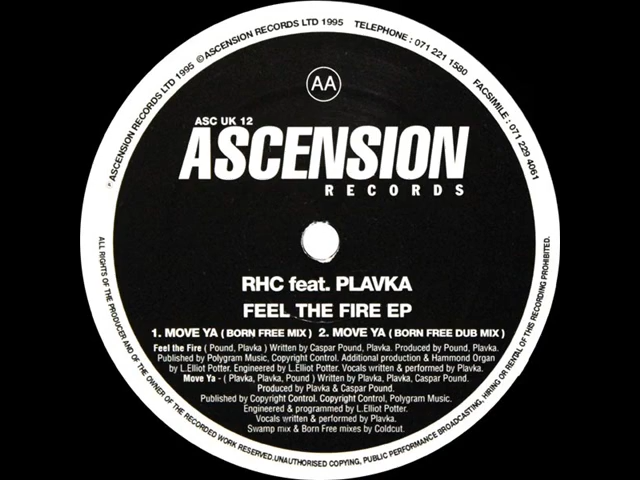 ℗ASCENSION RECORDS LTD 1995 ©ASCENSION RECORDS LTD 1995
TELEPHONE : 071 221 1580 FACSIMILE : 071 229 4061
AA
ASC UK 12
ASCENSION
RECORDS
RHC feat. PLAVKA
FEEL THE FIRE EP
1. MOVE YA ( BORN FREE MIX ) 2. MOVE YA ( BORN FREE DUB MIX )
Feel the Fire ( Pound, Plavka ) Written by Caspar Pound, Plavka. Produced by Pound, Plavka.
Published by Polygram Music, Copyright Control. Additional production & Hammond Organ
by L.Elliot Potter. Engineered by L.Elliot Potter. Vocals written & performed by Plavka.
Move Ya - ( Plavka, Plavka, Pound ) Written by Plavka, Plavka, Caspar Pound.
Produced by Plavka & Caspar Pound.
Published by Copyright Control. Copyright Control, Polygram Music.
Engineered & programmed by L.Elliot Potter.
Vocals written & performed by Plavka.
Swamp mix & Born Free mixes by Coldcut.
ALL RIGHTS OF THE PRODUCER AND OF THE OWNER OF THE RECORDED WORK RESERVED.UNAUTHORISED COPYING, PUBLIC PERFORMANCE BROADCASTING, HIRING OR RENTAL OF THIS RECORDING PROHIBITED.